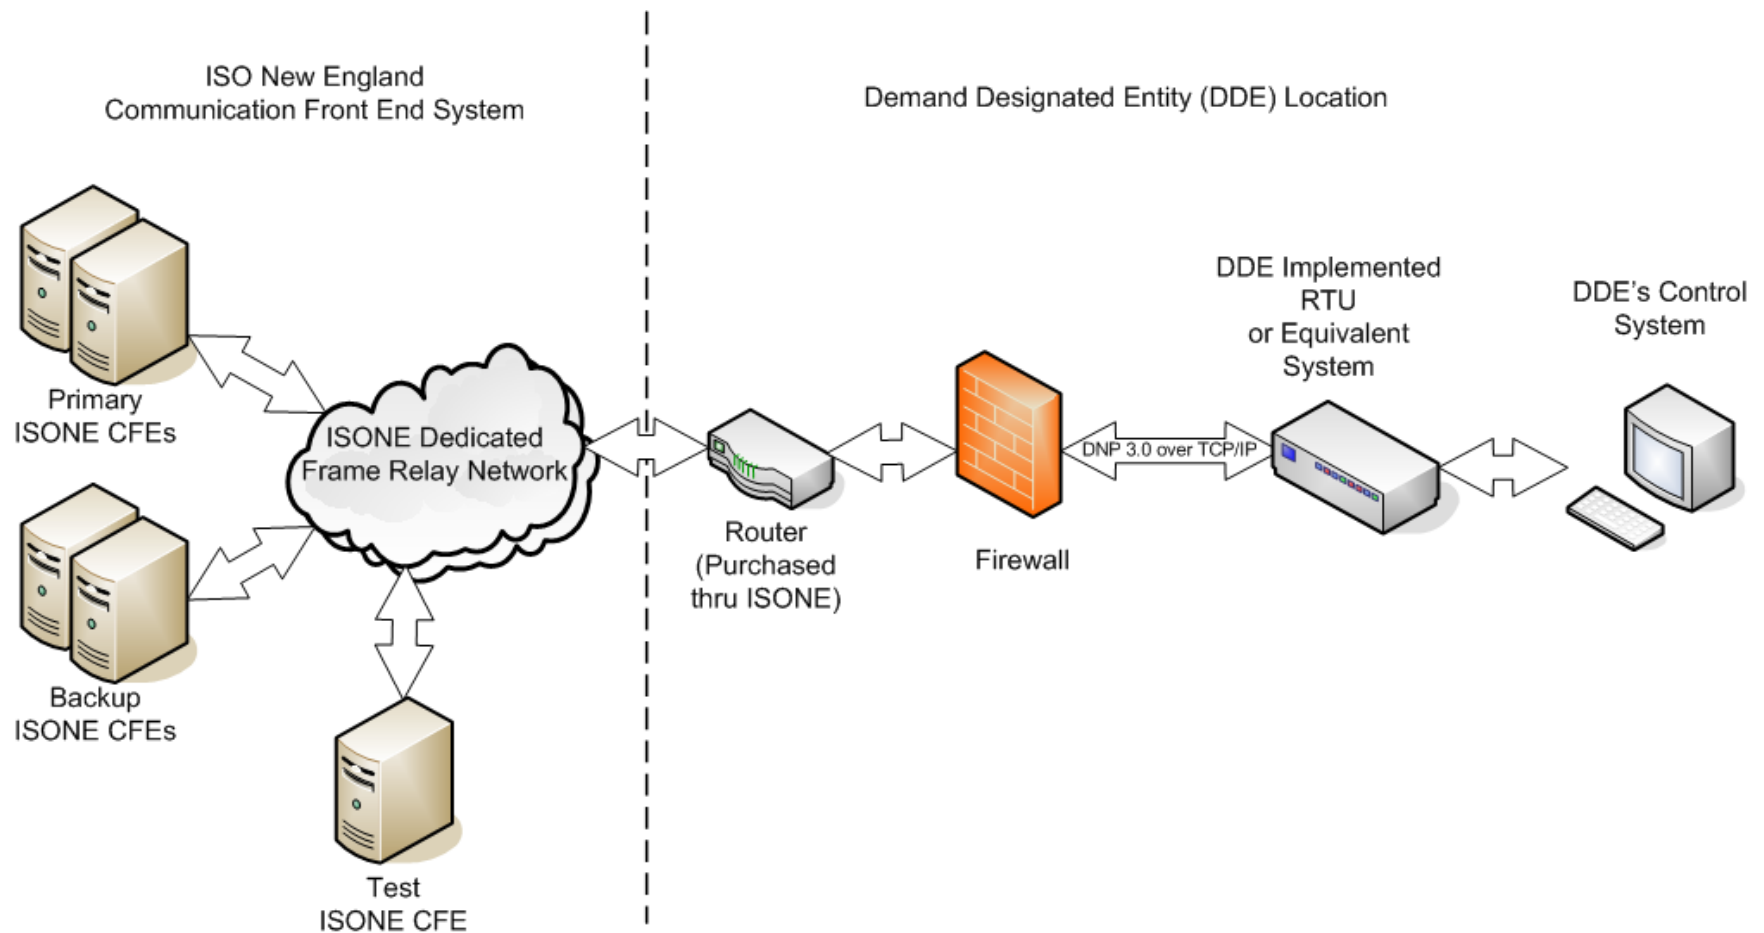 ISO New England
Communication Front End System
Demand Designated Entity (DDE) Location
Primary
ISONE CFEs
ISONE Dedicated
Frame Relay Network
Backup
ISONE CFEs
Test
ISONE CFE
Router
(Purchased
thru ISONE)
Firewall
DNP 3.0 over TCP/IP
DDE Implemented
RTU
or Equivalent
System
DDE's Control
System